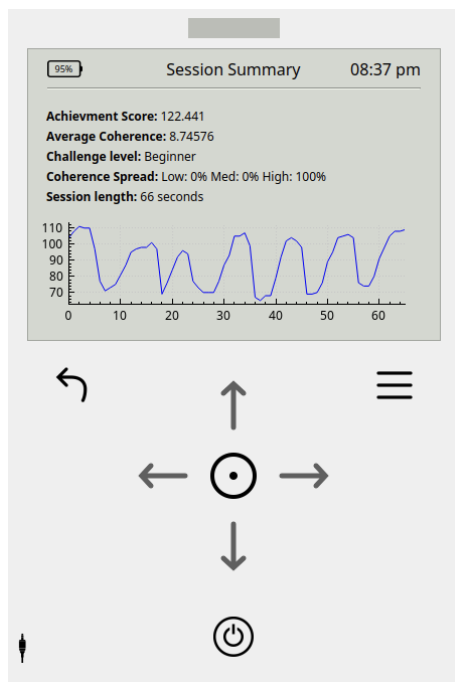 95% Session Summary 08:37 pm
Achievment Score: 122.441
Average Coherence: 8.74576
Challenge level: Beginner
Coherence Spread: Low: 0% Med: 0% High: 100%
Session length: 66 seconds
110
100
90
80
70
0 10 20 30 40 50 60